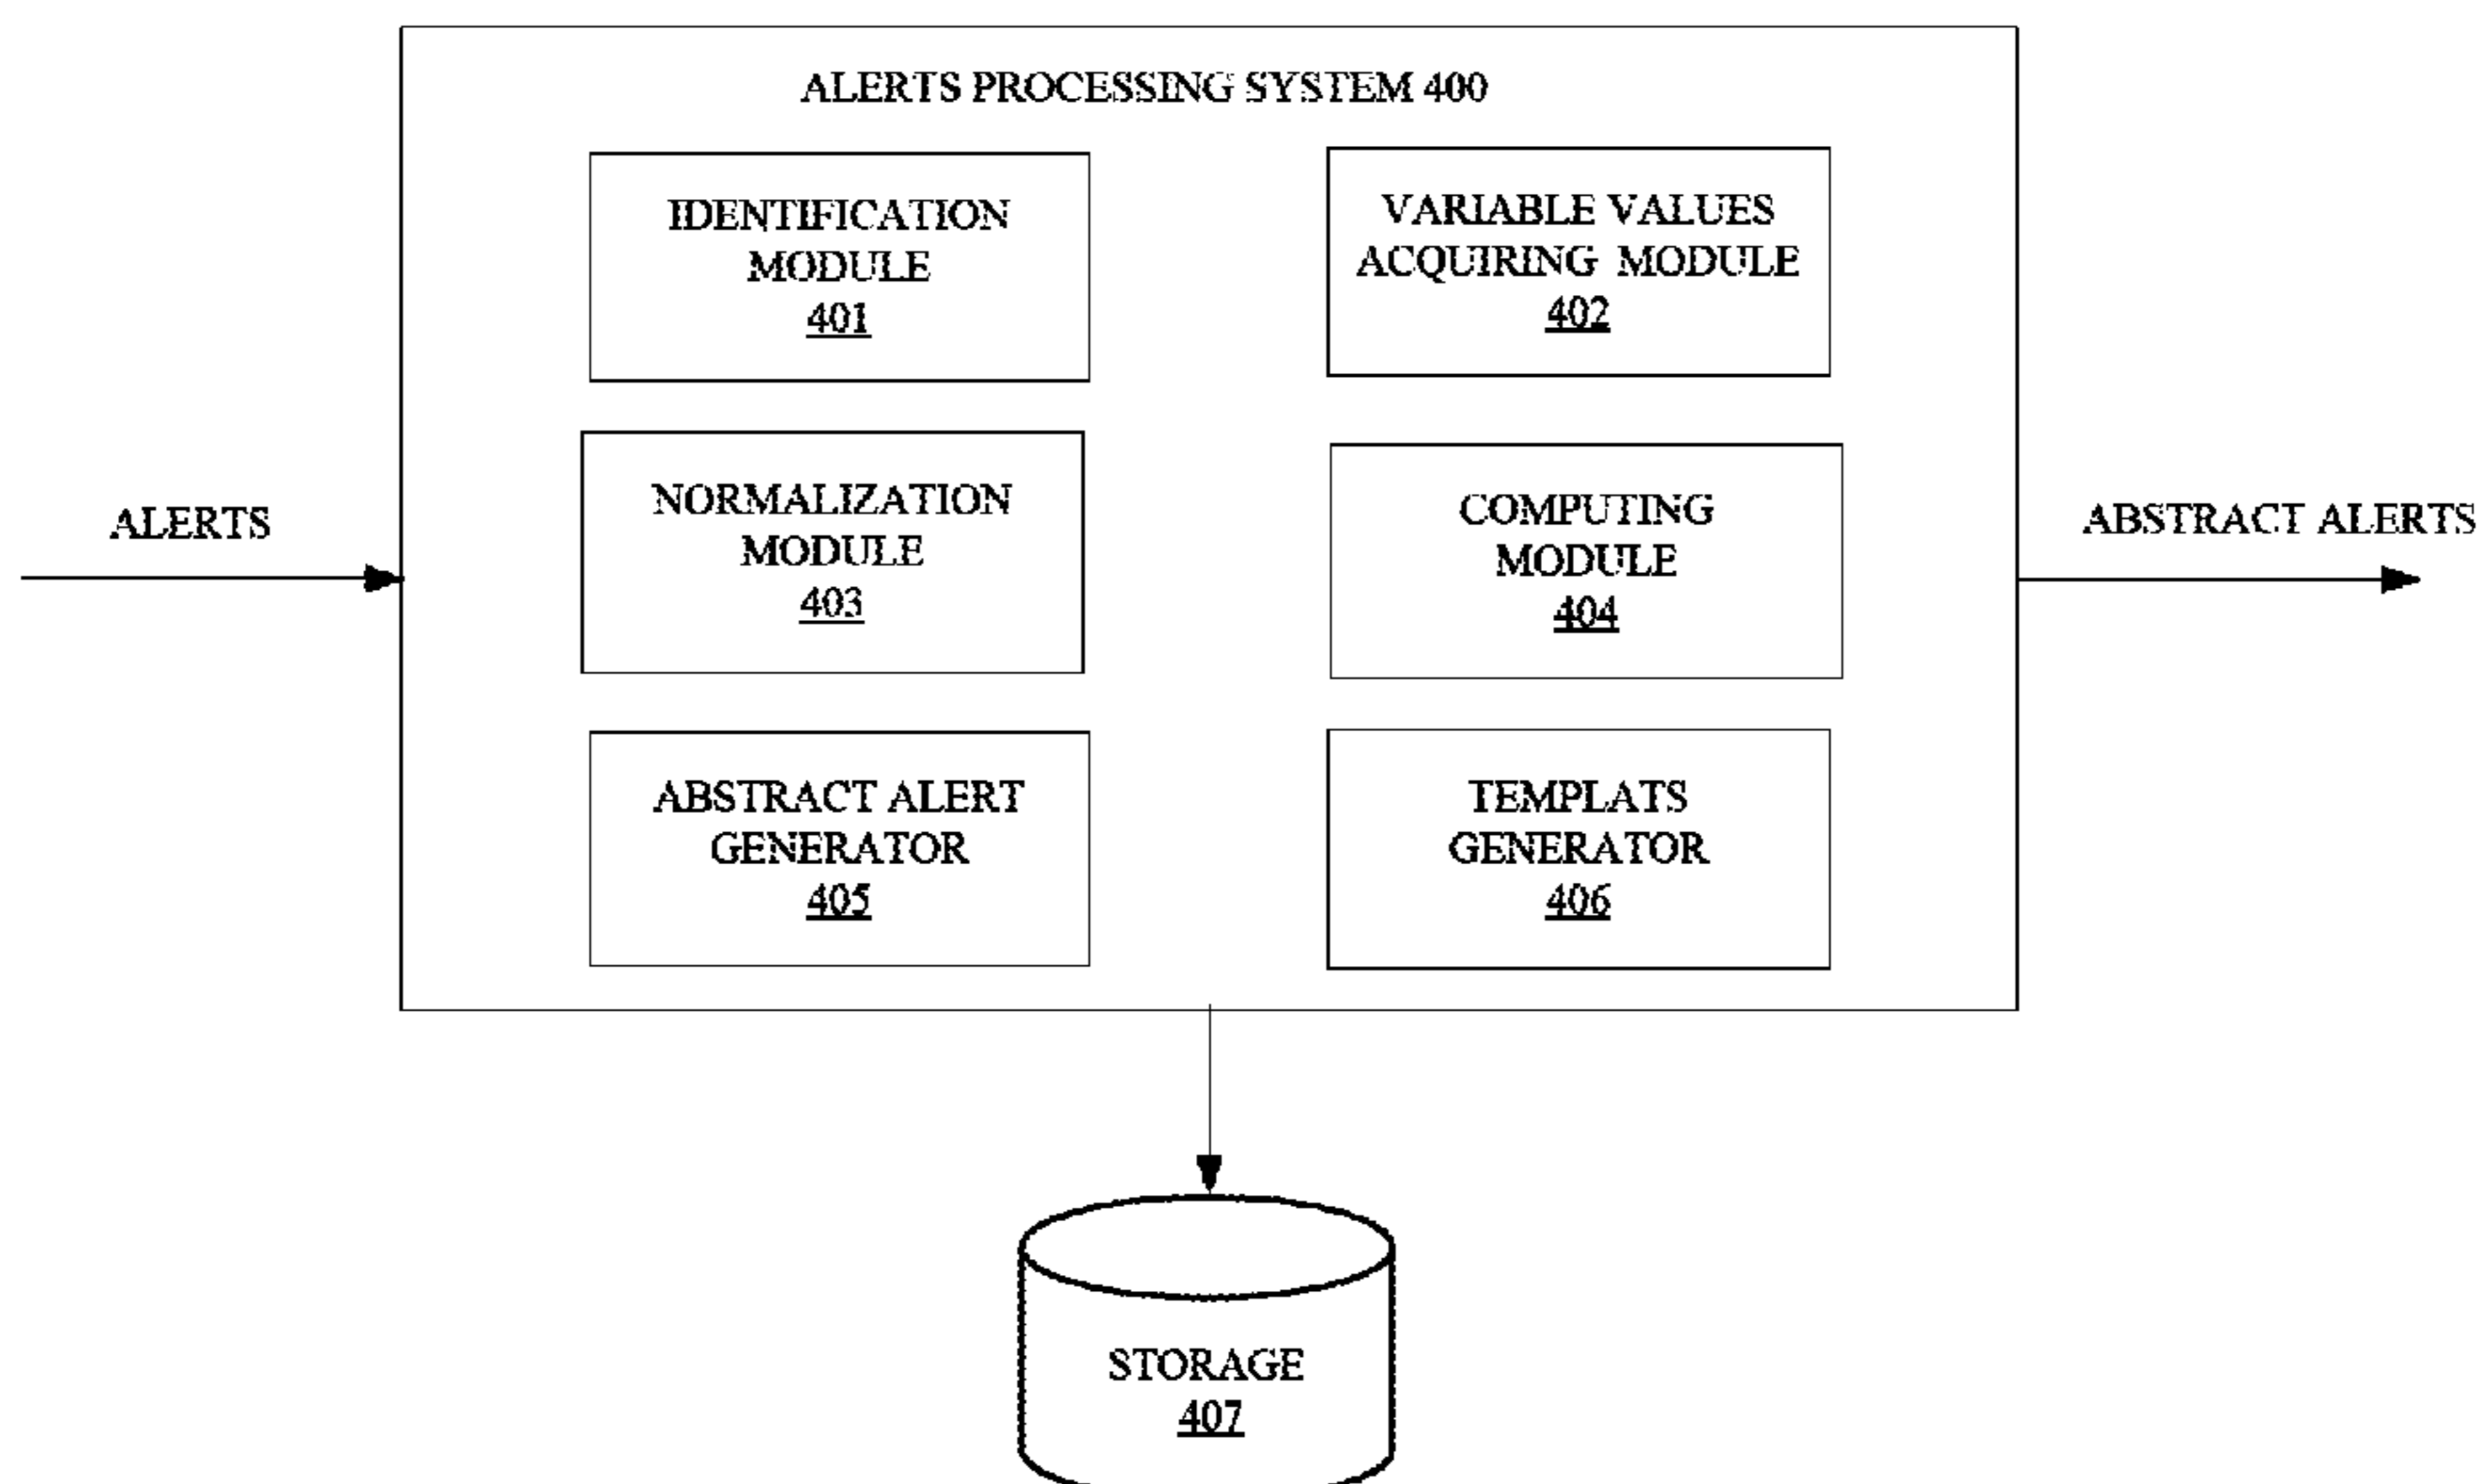 ALERTS PROCESSING SYSTEM 400
IDENTIFICATION
MODULE
401
VARIABLE VALUES
ACQUIRING MODULE
402
ALERTS
NORMALIZATION
MODULE
403
COMPUTING
MODULE
404
ABSTRACT ALERTS
ABSTRACT ALERT
GENERATOR
405
TEMPLATS
GENERATOR
406
STORAGE
407